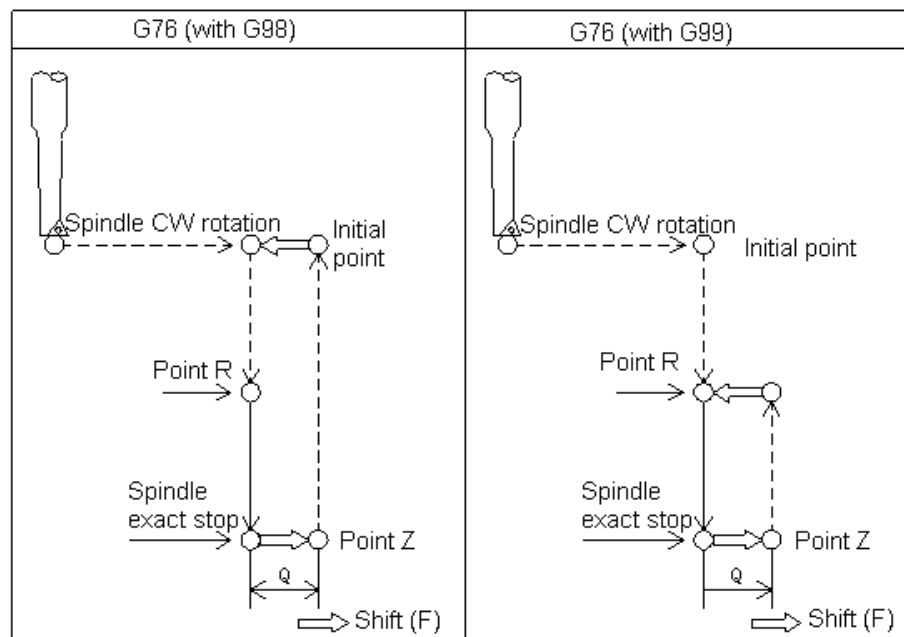 G76 (with G98)
Spindle CW rotation
Initial
point
Point R
Spindle
exact stop
Point Z
Q
Shift (F)
G76 (with G99)
Spindle CW rotation
Initial point
Point R
Spindle
exact stop
Point Z
Q
Shift (F)